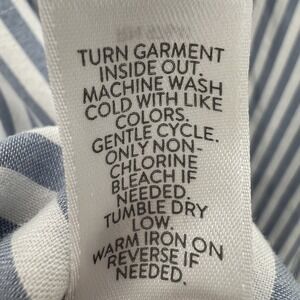 TURN GARMENT
INSIDE OUT.
MACHINE WASH
COLD WITH LIKE
COLORS.
GENTLE CYCLE.
ONLY NON-
CHLORINE
BLEACH IF
NEEDED.
TUMBLE DRY
LOW.
WARM IRON ON
REVERSE IF
NEEDED.